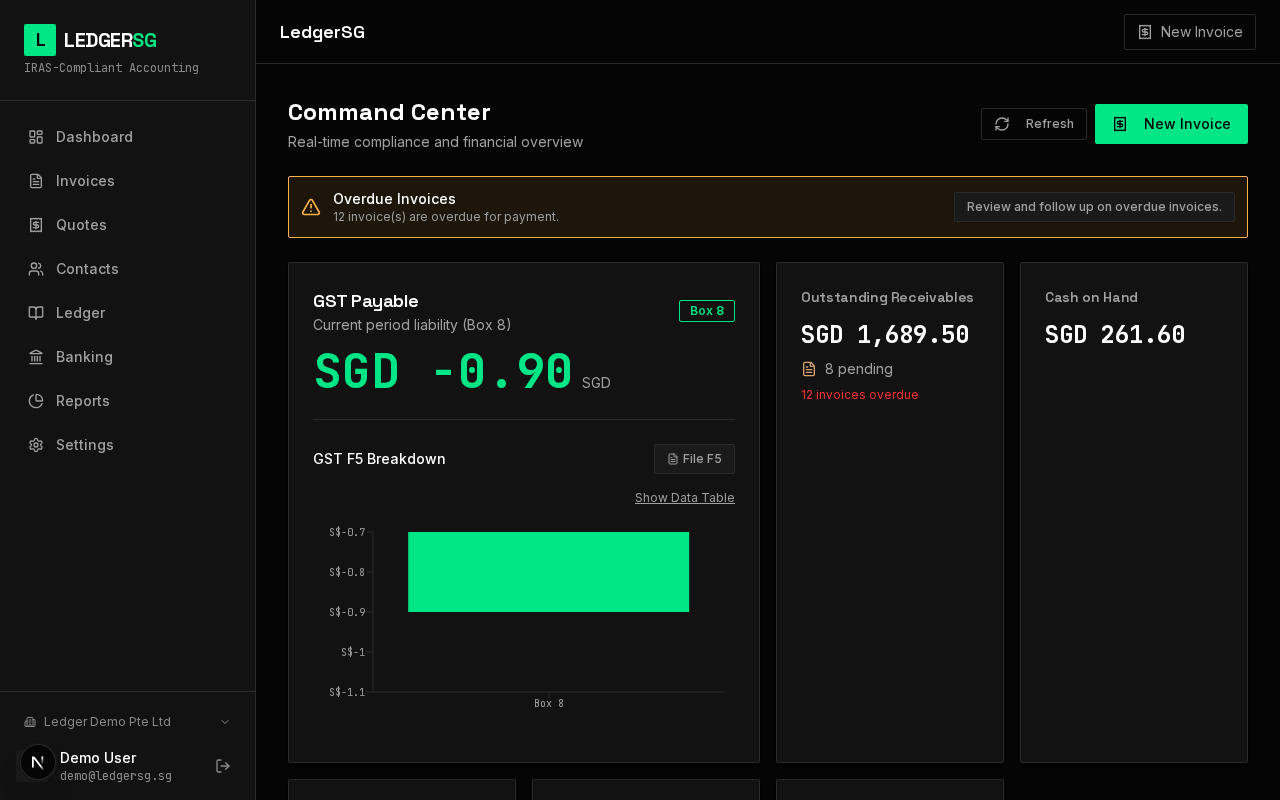 L LEDGERSG
IRAS-Compliant Accounting
Dashboard
Invoices
Quotes
Contacts
Ledger
Banking
Reports
Settings
Ledger Demo Pte Ltd
N
Demo User
demo@ledgersg.sg
LedgerSG
New Invoice
Command Center
Real-time compliance and financial overview
Refresh
New Invoice
Overdue Invoices
12 invoice(s) are overdue for payment.
Review and follow up on overdue invoices.
GST Payable
Current period liability (Box 8)
Box 8
SGD -0.90 SGD
GST F5 Breakdown
File F5
Show Data Table
S$-0.7
S$-0.8
S$-0.9
S$-1
S$-1.1
Box 8
Outstanding Receivables
SGD 1,689.50
8 pending
12 invoices overdue
Cash on Hand
SGD 261.60